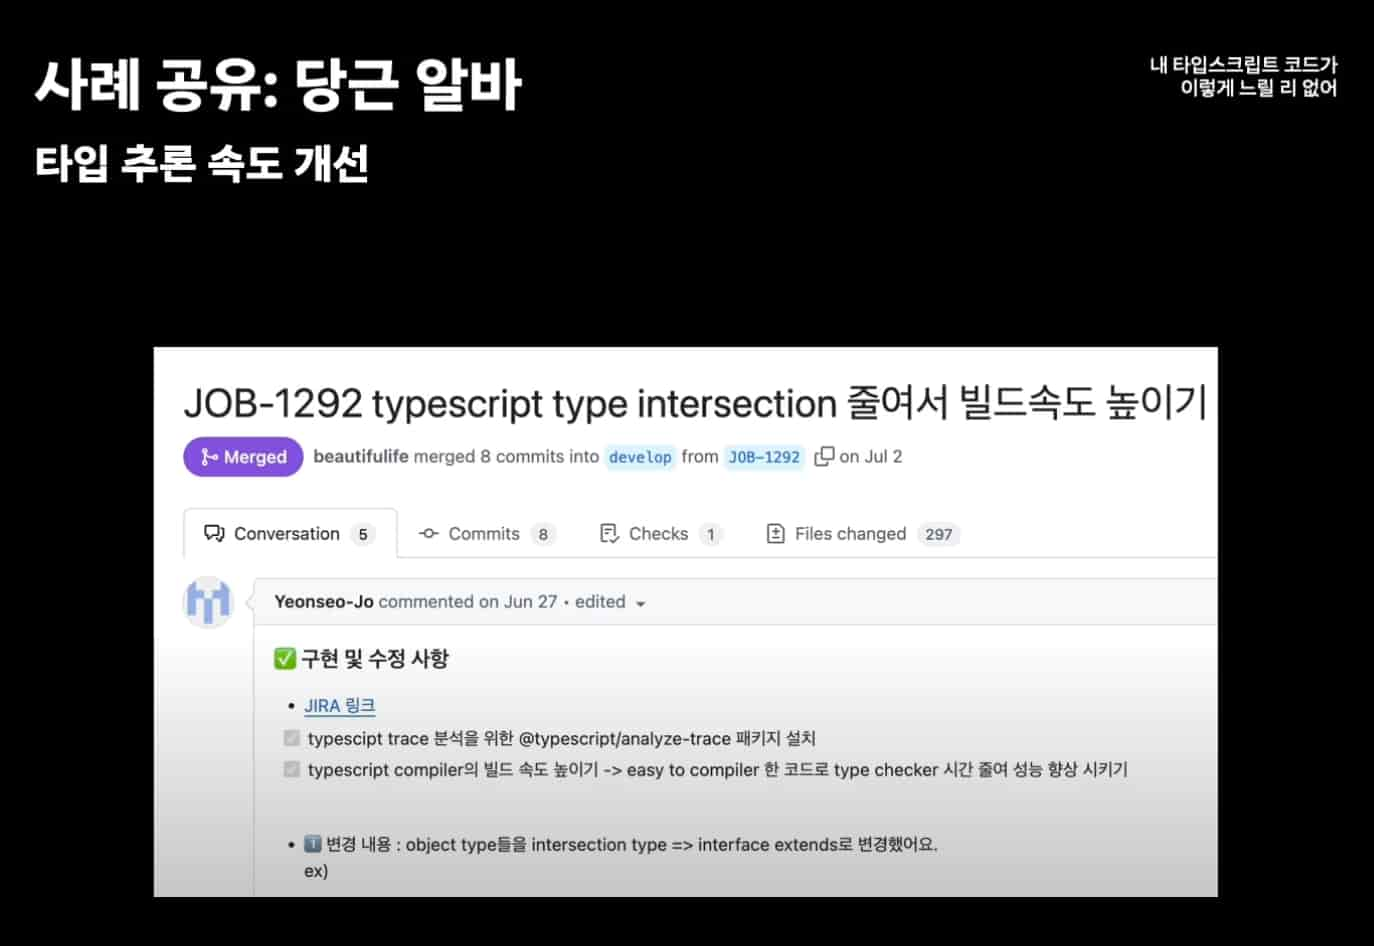 사례 공유: 당근 알바
타입 추론 속도 개선
내 타입스크립트 코드가
이렇게 느릴 리 없어
JOB-1292 typescript type intersection 줄여서 빌드속도 높이기
Merged beautifulife merged 8 commits into develop from JOB-1292 on Jul 2
Conversation 5 Commits 8 Checks 1 Files changed 297
Yeonseo-Jo commented on Jun 27 • edited
✅ 구현 및 수정 사항
• JIRA 링크
typescipt trace 분석을 위한 @typescript/analyze-trace 패키지 설치
typescript compiler의 빌드 속도 높이기 -> easy to compiler 한 코드로 type checker 시간 줄여 성능 향상 시키기
• 1️⃣ 변경 내용 : object type들을 intersection type => interface extends로 변경했어요.
ex)